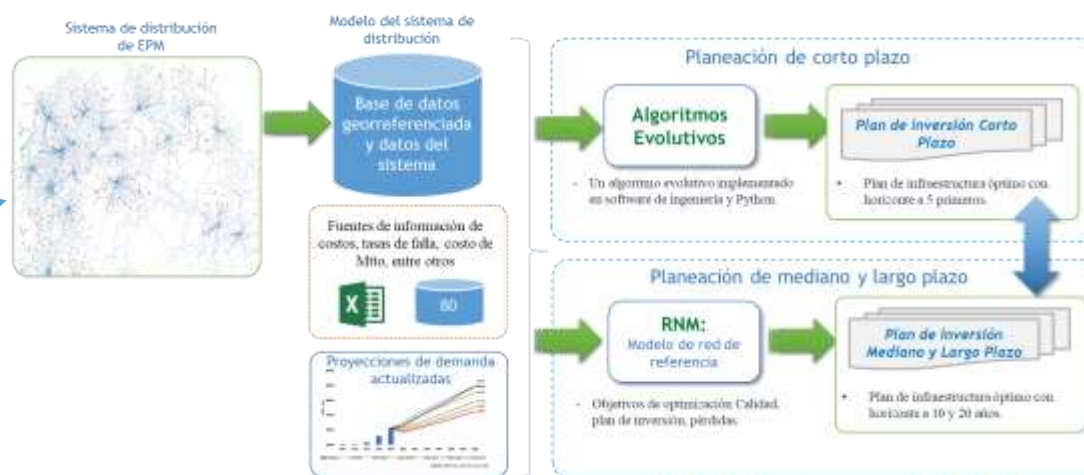 Sistema de distribución
de EPM
Modelo del sistema de
distribución
Base de datos
georreferenciada
y datos del
sistema
Fuentes de información de
costos, tasas de falla, costo de
Mtto, entre otros
X
BD
Proyecciones de demanda
actualizadas
Planeación de corto plazo
Algoritmos
Evolutivos
- Un algoritmo evolutivo implementado
en software de ingeniería y Python.
Plan de inversión Corto
Plazo
• Plan de infraestructura óptimo con
horizonte a 5 primeros.
Planeación de mediano y largo plazo
RNM:
Modelo de red de
referencia
- Objetivos de optimización Calidad,
plan de inversión, pérdidas.
Plan de inversión
Mediano y Largo Plazo
• Plan de infraestructura óptimo con
horizonte a 10 y 20 años.